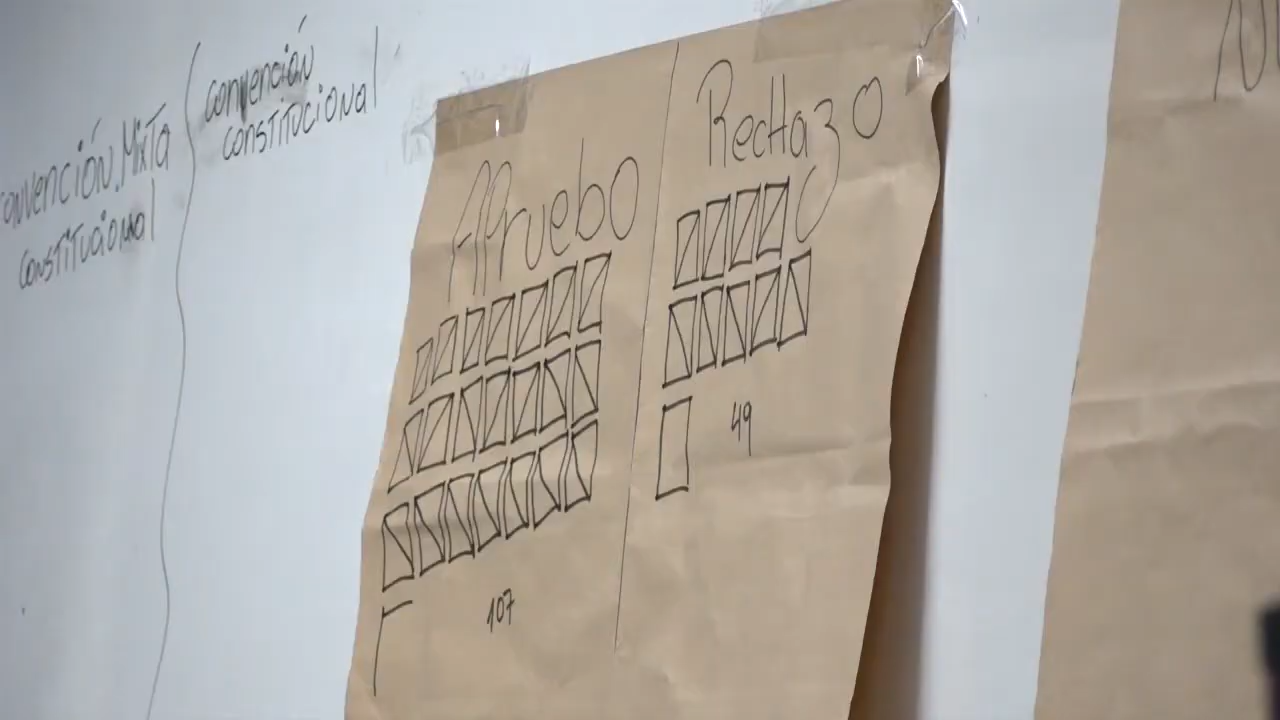 convención.Mixta
constitucional
convención
constitucional
APruebo
Rechazo
49
107